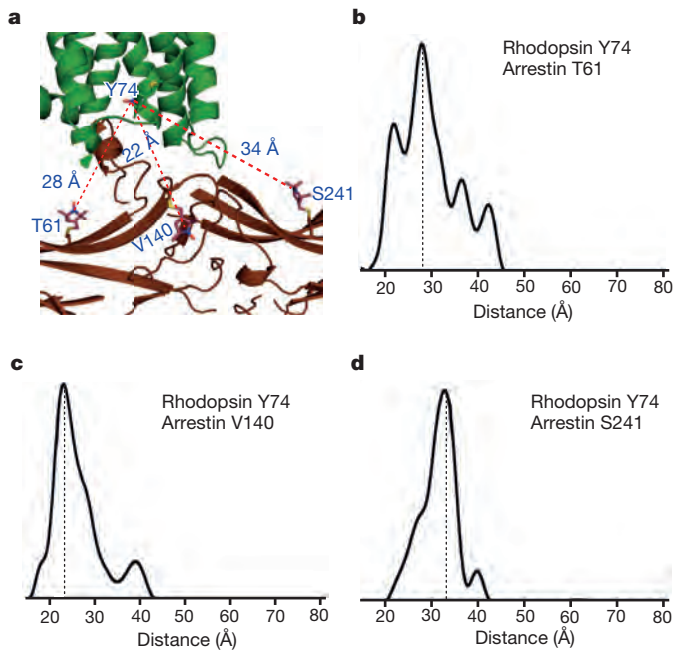 a
Y74
22 Å
34 Å
28 Å
S241
T61
V140
b
Rhodopsin Y74
Arrestin T61
20 30 40 50 60 70 80
Distance (Å)
c
Rhodopsin Y74
Arrestin V140
20 30 40 50 60 70 80
Distance (Å)
d
Rhodopsin Y74
Arrestin S241
20 30 40 50 60 70 80
Distance (Å)